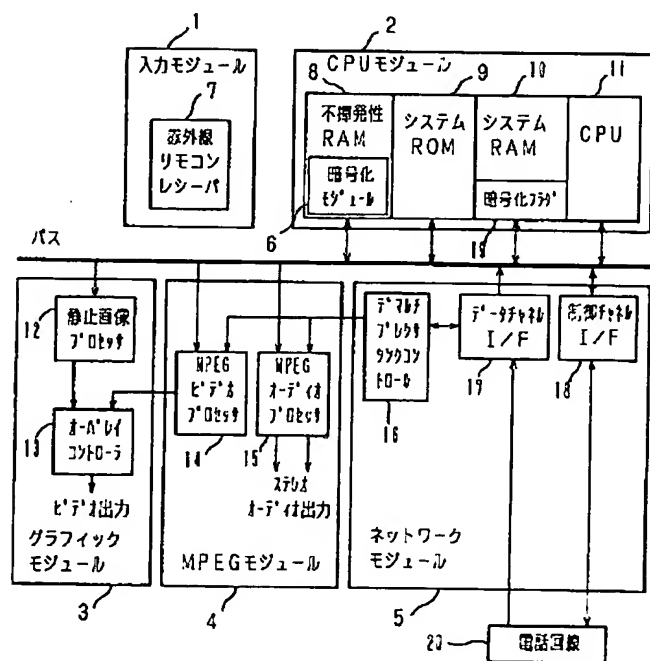 1
入力モジュール
7
赤外線
リモコン
レシーバ
2
CPUモジュール
8
不揮発性
RAM
暗号化
モジュール
6
9
システム
ROM
10
システム
RAM
暗号化フラグ
19
11
CPU
バス
12
静止画像
プロセッサ
13
オーバレイ
コントローラ
ビデオ出力
グラフィック
モジュール
3
MPEG
ビデオ
プロセッサ
14
MPEG
オーディオプ
ロセッサ
15
ステレオ
オーディオ出力
MPEGモジュール
4
デマルチ
プレクサ
タンクコン
トロール
16
データチャネル
I/F
17
制御チャネル
I/F
18
ネットワーク
モジュール
5
20
電話回線